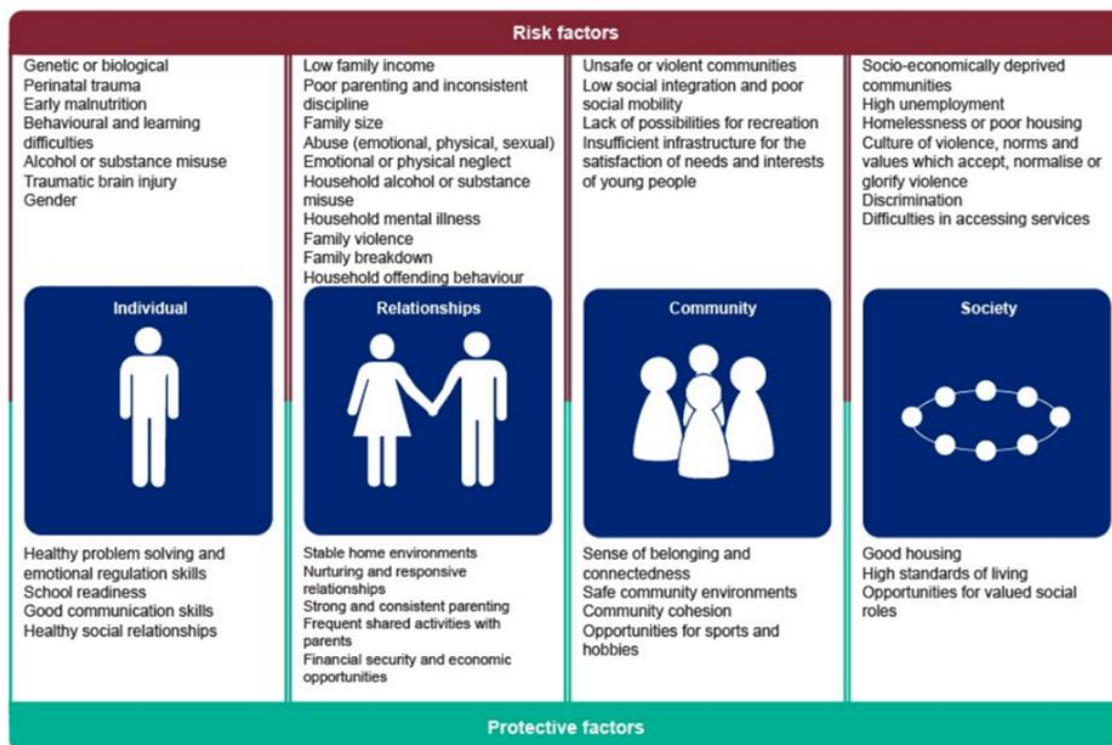 Risk factors
Genetic or biological
Perinatal trauma
Early malnutrition
Behavioural and learning
difficulties
Alcohol or substance misuse
Traumatic brain injury
Gender
Low family income
Poor parenting and inconsistent
discipline
Family size
Abuse (emotional, physical, sexual)
Emotional or physical neglect
Household alcohol or substance
misuse
Household mental illness
Family violence
Family breakdown
Household offending behaviour
Unsafe or violent communities
Low social integration and poor
social mobility
Lack of possibilities for recreation
Insufficient infrastructure for the
satisfaction of needs and interests
of young people
Socio-economically deprived
communities
High unemployment
Homelessness or poor housing
Culture of violence, norms and
values which accept, normalise or
glorify violence
Discrimination
Difficulties in accessing services
Individual
Relationships
Community
Society
Healthy problem solving and
emotional regulation skills
School readiness
Good communication skills
Healthy social relationships
Stable home environments
Nurturing and responsive
relationships
Strong and consistent parenting
Frequent shared activities with
parents
Financial security and economic
opportunities
Sense of belonging and
connectedness
Safe community environments
Community cohesion
Opportunities for sports and
hobbies
Good housing
High standards of living
Opportunities for valued social
roles
Protective factors